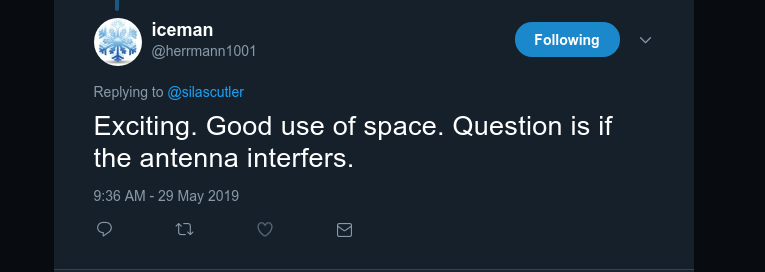 iceman
@herrmann1001
Following
Replying to @silascutler
Exciting. Good use of space. Question is if
the antenna interfers.
9:36 AM - 29 May 2019